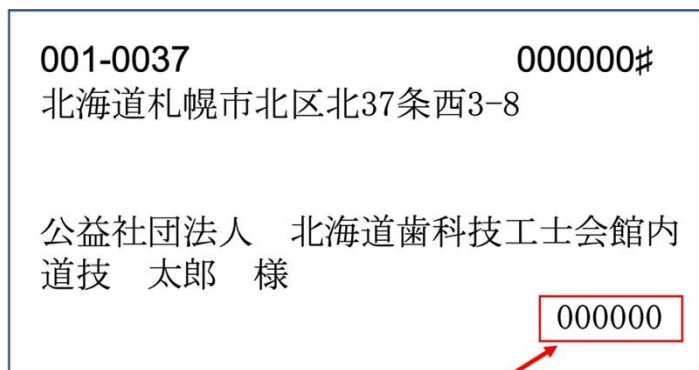 001-0037　000000♯
北海道札幌市北区北37条西3-8
公益社団法人　北海道歯科技工士会館内
道技　太郎　様
000000